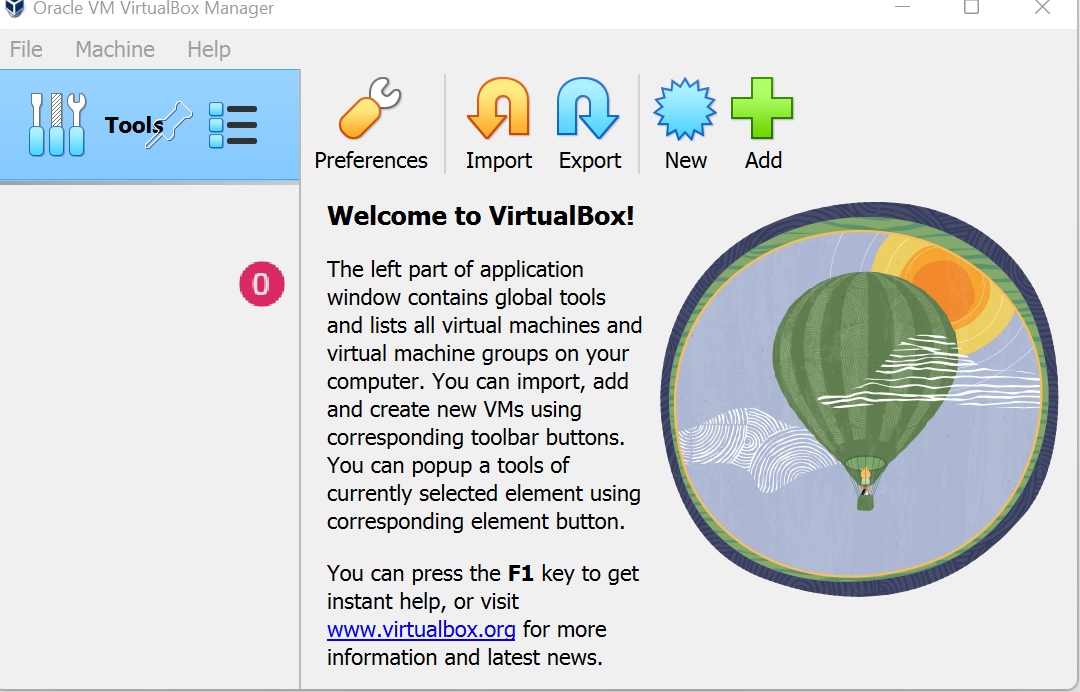 Oracle VM VirtualBox Manager
File Machine Help
Tools
Preferences Import Export New Add
0
Welcome to VirtualBox!
The left part of application
window contains global tools
and lists all virtual machines and
virtual machine groups on your
computer. You can import, add
and create new VMs using
corresponding toolbar buttons.
You can popup a tools of
currently selected element using
corresponding element button.
You can press the F1 key to get
instant help, or visit
www.virtualbox.org for more
information and latest news.